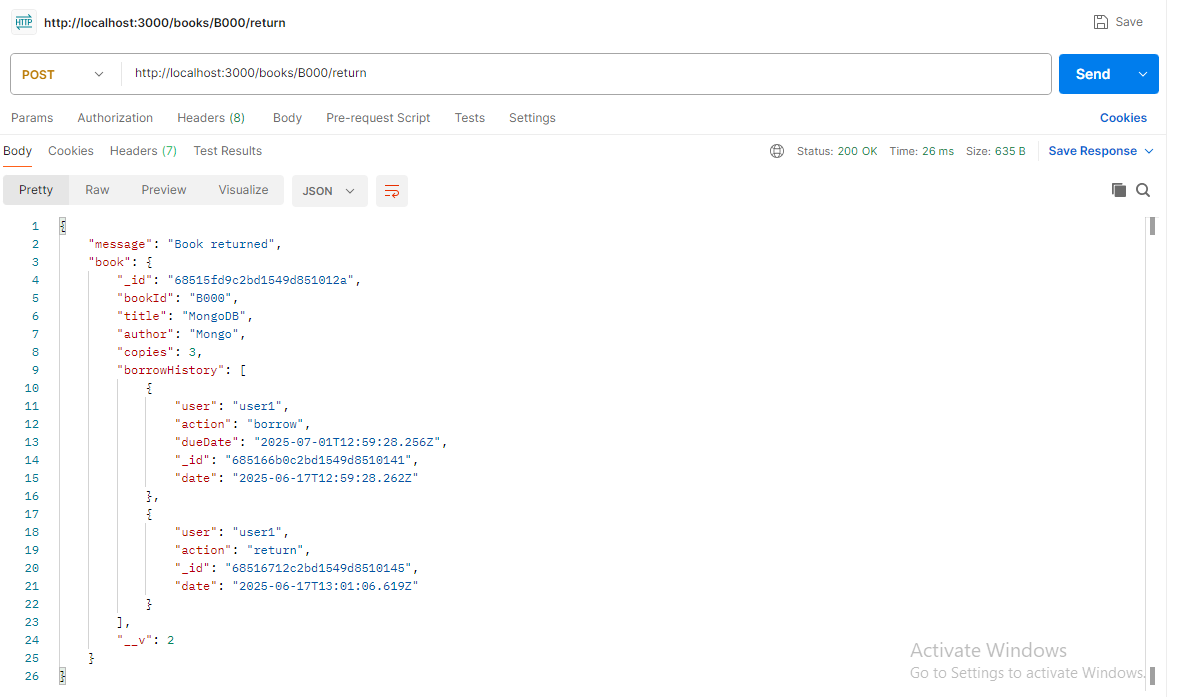 HTTP http://localhost:3000/books/B000/return Save
POST http://localhost:3000/books/B000/return Send
Params Authorization Headers (8) Body Pre-request Script Tests Settings Cookies
Body Cookies Headers (7) Test Results Status: 200 OK Time: 26 ms Size: 635 B Save Response
Pretty Raw Preview Visualize JSON
1 {
2 "message": "Book returned",
3 "book": {
4 "_id": "68515fd9c2bd1549d851012a",
5 "bookId": "B000",
6 "title": "MongoDB",
7 "author": "Mongo",
8 "copies": 3,
9 "borrowHistory": [
10 {
11 "user": "user1",
12 "action": "borrow",
13 "dueDate": "2025-07-01T12:59:28.256Z",
14 "_id": "685166b0c2bd1549d8510141",
15 "date": "2025-06-17T12:59:28.262Z"
16 },
17 {
18 "user": "user1",
19 "action": "return",
20 "_id": "68516712c2bd1549d8510145",
21 "date": "2025-06-17T13:01:06.619Z"
22 }
23 ],
24 "__v": 2
25 }
26 }
Activate Windows
Go to Settings to activate Windows.